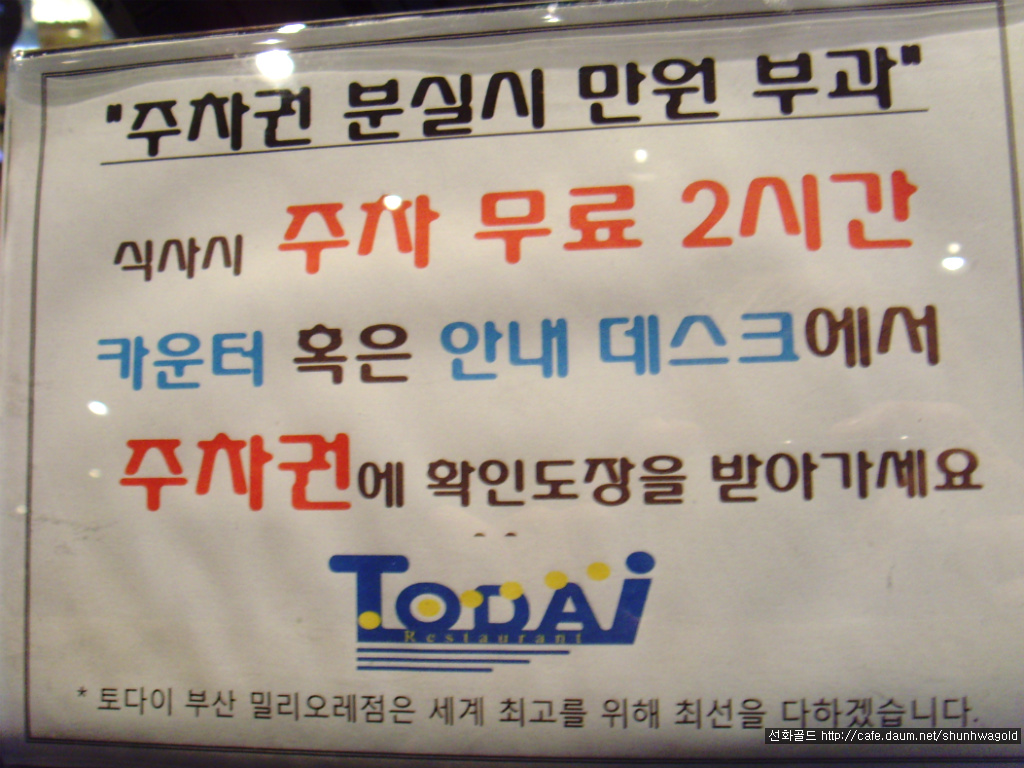 "주차권 분실시 만원 부과"
식사시 주차 무료 2시간
카운터 혹은 안내 데스크에서
주차권에 확인도장을 받아가세요
^^
TODAI
Restaurant
* 토다이 부산 밀리오레점은 세계 최고를 위해 최선을 다하겠습니다.
선화골드 http://cafe.daum.net/shunhwagold